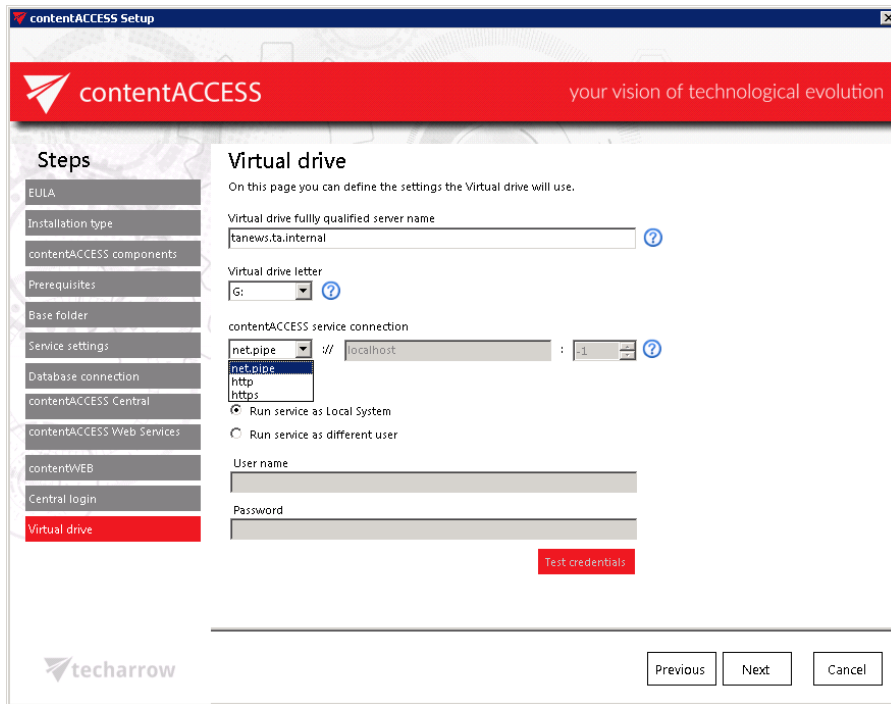 contentACCESS Setup
contentACCESS
your vision of technological evolution
Steps
EULA
Installation type
contentACCESS components
Prerequisites
Base folder
Service settings
Database connection
contentACCESS Central
contentACCESS Web Services
contentWEB
Central login
Virtual drive
Virtual drive
On this page you can define the settings the Virtual drive will use.
Virtual drive fullly qualified server name
tanews.ta.internal
Virtual drive letter
G:
contentACCESS service connection
net.pipe :// localhost : -1
net.pipe
http
https
Run service as Local System
Run service as different user
User name
Password
Test credentials
techarrow
Previous Next Cancel